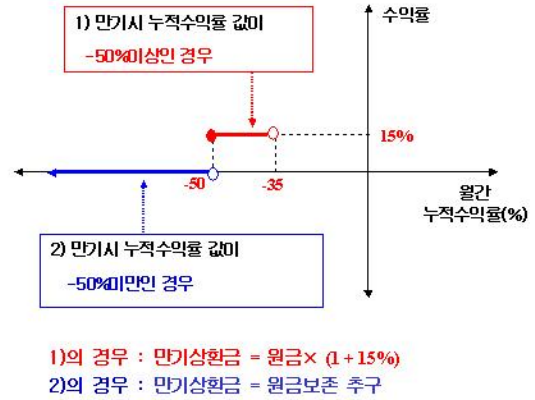 1) 만기시 누적수익률 값이
-50%이상인 경우
수익률
15%
-50
-35
월간
누적수익률(%)
2) 만기시 누적수익률 값이
-50%미만인 경우
1)의 경우 : 만기상환금 = 원금× (1+15%)
2)의 경우 : 만기상환금 = 원금보존 추구